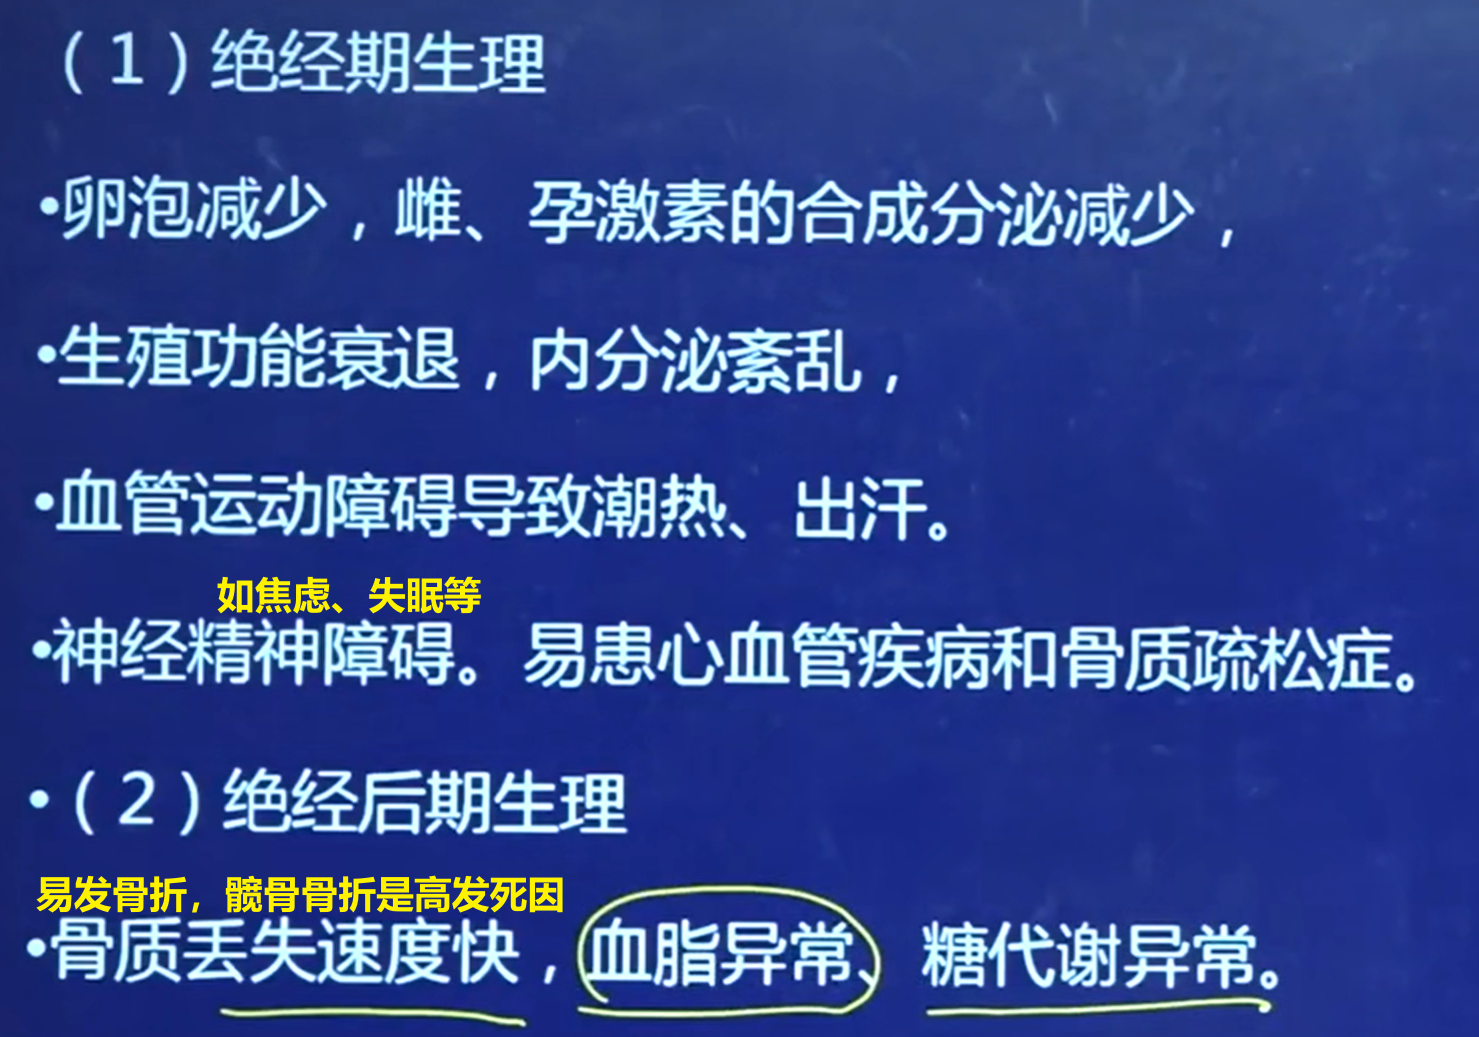 （1）绝经期生理
•卵泡减少，雌、孕激素的合成分泌减少，
•生殖功能衰退，内分泌紊乱，
•血管运动障碍导致潮热、出汗。
如焦虑、失眠等
•神经精神障碍。易患心血管疾病和骨质疏松症。
•（2）绝经后期生理
易发骨折，髋骨骨折是高发死因
•骨质丢失速度快，血脂异常、糖代谢异常。